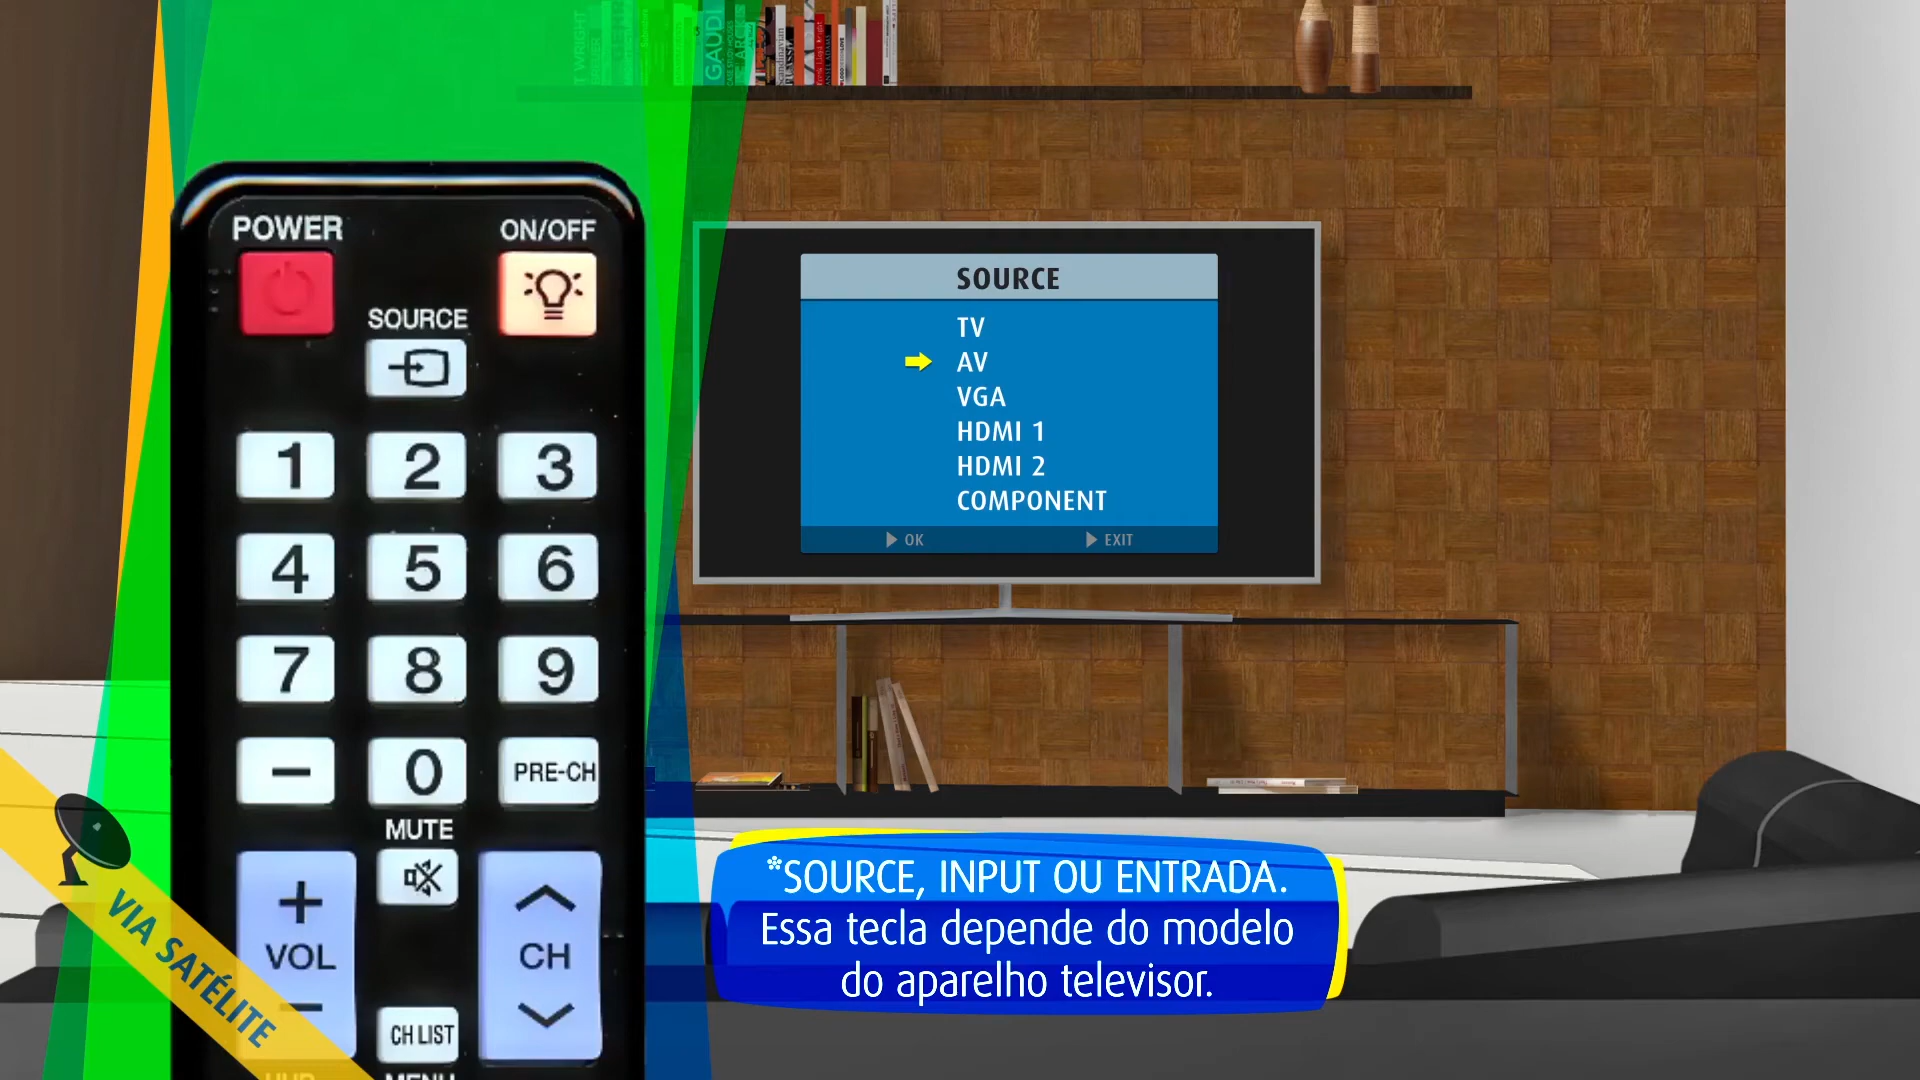 GAUDÍ
POWER
ON/OFF
SOURCE
1 2 3
4 5 6
7 8 9
– 0 PRE-CH
MUTE
+
VOL
–
CH
CH LIST
MENU
VIA SATÉLITE
SOURCE
TV
AV
VGA
HDMI 1
HDMI 2
COMPONENT
OK EXIT
*SOURCE, INPUT OU ENTRADA.
Essa tecla depende do modelo
do aparelho televisor.